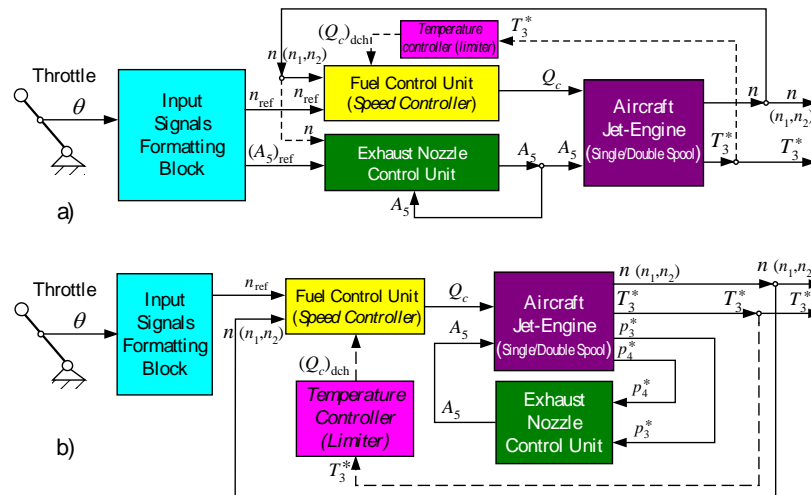 (Q_c)_dch
Temperature
controller (limiter)
T_3^*
n (n_1,n_2)
Throttle
θ
Input
Signals
Formatting
Block
n_ref
n_ref
Fuel Control Unit
(Speed Controller)
Q_c
n
(A_5)_ref
Exhaust Nozzle
Control Unit
A_5
A_5
A_5
Aircraft
Jet-Engine
(Single/Double Spool)
n
n
(n_1,n_2)
T_3^*
T_3^*
a)
Throttle
θ
Input
Signals
Formatting
Block
n_ref
n (n_1,n_2)
Fuel Control Unit
(Speed Controller)
Q_c
A_5
(Q_c)_dch
Temperature
Controller
(Limiter)
T_3^*
A_5
Aircraft
Jet-Engine
(Single/Double Spool)
n (n_1,n_2)
n (n_1,n_2)
T_3^*
T_3^*
T_3^*
p_3^*
p_4^*
p_4^*
p_3^*
Exhaust
Nozzle
Control Unit
b)